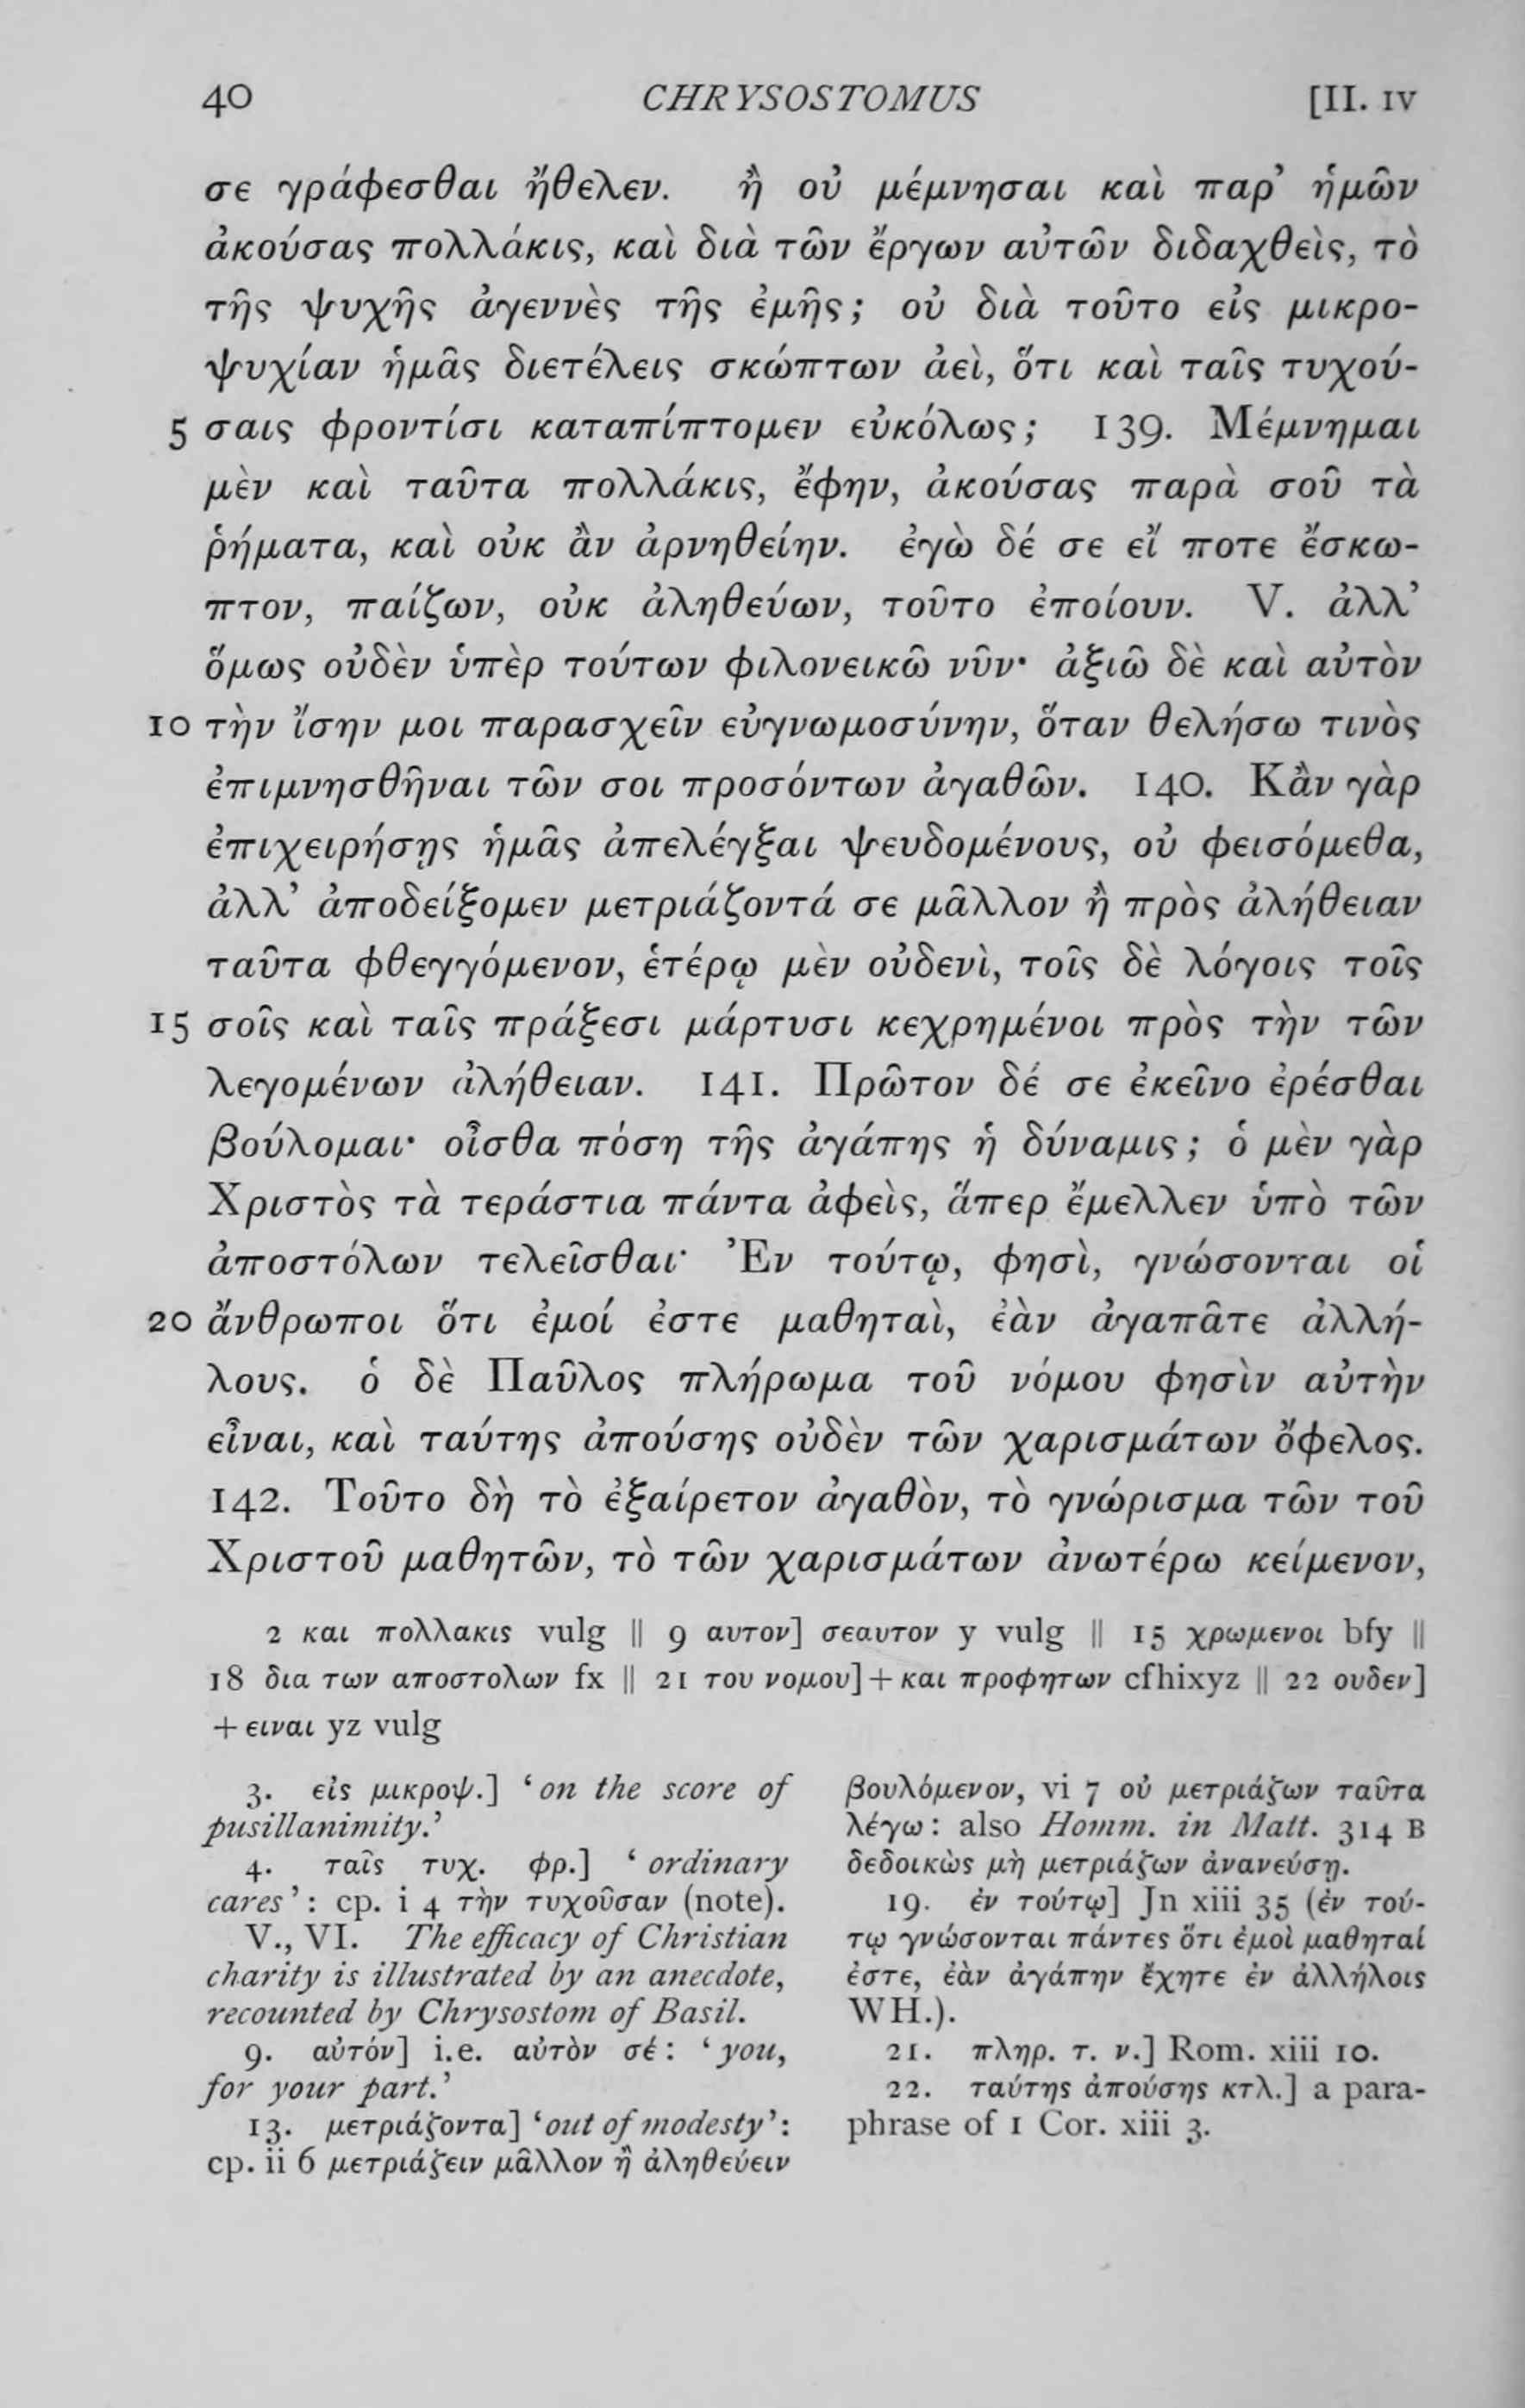 40 CHRYSOSTOMUS [II. IV
σε γράφεσθαι ἤθελεν. ἢ οὐ μέμνησαι καὶ παρ’ ἡμῶν
ἀκούσας πολλάκις, καὶ διὰ τῶν ἔργων αὐτῶν διδαχθεὶς, τὸ
τῆς ψυχῆς ἀγεννὲς τῆς ἐμῆς; οὐ διὰ τοῦτο εἰς μικρο-
ψυχίαν ἡμᾶς διετέλεις σκώπτων ἀεὶ, ὅτι καὶ ταῖς τυχού-
5 σαις φροντίσι καταπίπτομεν εὐκόλως; 139. Μέμνημαι
μὲν καὶ ταῦτα πολλάκις, ἔφην, ἀκούσας παρὰ σοῦ τὰ
ῥήματα, καὶ οὐκ ἂν ἀρνηθείην. ἐγὼ δέ σε εἴ ποτε ἔσκω-
πτον, παίζων, οὐκ ἀληθεύων, τοῦτο ἐποίουν. V. ἀλλ’
ὅμως οὐδὲν ὑπὲρ τούτων φιλονεικῶ νῦν· ἀξιῶ δὲ καὶ αὐτὸν
10 τὴν ἴσην μοι παρασχεῖν εὐγνωμοσύνην, ὅταν θελήσω τινὸς
ἐπιμνησθῆναι τῶν σοι προσόντων ἀγαθῶν. 140. Κἂν γὰρ
ἐπιχειρήσῃς ἡμᾶς ἀπελέγξαι ψευδομένους, οὐ φεισόμεθα,
ἀλλ’ ἀποδείξομεν μετριάζοντά σε μᾶλλον ἢ πρὸς ἀλήθειαν
ταῦτα φθεγγόμενον, ἑτέρῳ μὲν οὐδενὶ, τοῖς δὲ λόγοις τοῖς
15 σοῖς καὶ ταῖς πράξεσι μάρτυσι κεχρημένοι πρὸς τὴν τῶν
λεγομένων ἀλήθειαν. 141. Πρῶτον δέ σε ἐκεῖνο ἐρέσθαι
βούλομαι· οἶσθα πόση τῆς ἀγάπης ἡ δύναμις; ὁ μὲν γὰρ
Χριστὸς τὰ τεράστια πάντα ἀφεὶς, ἅπερ ἔμελλεν ὑπὸ τῶν
ἀποστόλων τελεῖσθαι· Ἐν τούτῳ, φησὶ, γνώσονται οἱ
20 ἄνθρωποι ὅτι ἐμοί ἐστε μαθηταὶ, ἐὰν ἀγαπᾶτε ἀλλή-
λους. ὁ δὲ Παῦλος πλήρωμα τοῦ νόμου φησὶν αὐτὴν
εἶναι, καὶ ταύτης ἀπούσης οὐδὲν τῶν χαρισμάτων ὄφελος.
142. Τοῦτο δὴ τὸ ἐξαίρετον ἀγαθὸν, τὸ γνώρισμα τῶν τοῦ
Χριστοῦ μαθητῶν, τὸ τῶν χαρισμάτων ἀνωτέρω κείμενον,
2 και πολλακις vulg || 9 αυτον] σεαυτον y vulg || 15 χρωμενοι bfy ||
18 δια των αποστολων fx || 21 του νομου] + και προφητων cfhixyz || 22 ουδεν]
+ ειναι yz vulg
3. εἰς μικροψ.] ‘on the score of
pusillanimity.’
4. ταῖς τυχ. φρ.] ‘ordinary
cares’: cp. i 4 τὴν τυχοῦσαν (note).
V., VI. The efficacy of Christian
charity is illustrated by an anecdote,
recounted by Chrysostom of Basil.
9. αὐτόν] i.e. αὐτὸν σέ: ‘you,
for your part.’
13. μετριάζοντα] ‘out of modesty’:
cp. ii 6 μετριάζειν μᾶλλον ἢ ἀληθεύειν
βουλόμενον, vi 7 οὐ μετριάζων ταῦτα
λέγω: also Homm. in Matt. 314 B
δεδοικὼς μὴ μετριάζων ἀνανεύσῃ.
19. ἐν τούτῳ] Jn xiii 35 (ἐν τού-
τῳ γνώσονται πάντες ὅτι ἐμοὶ μαθηταί
ἐστε, ἐὰν ἀγάπην ἔχητε ἐν ἀλλήλοις
WH.).
21. πληρ. τ. ν.] Rom. xiii 10.
22. ταύτης ἀπούσης κτλ.] a para-
phrase of 1 Cor. xiii 3.